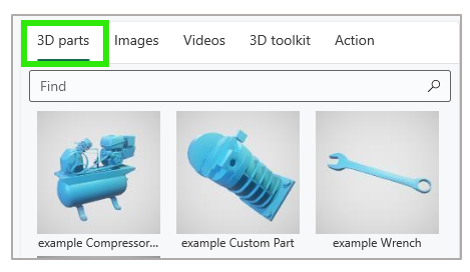 3D parts Images Videos 3D toolkit Action
Find
example Compressor... example Custom Part example Wrench